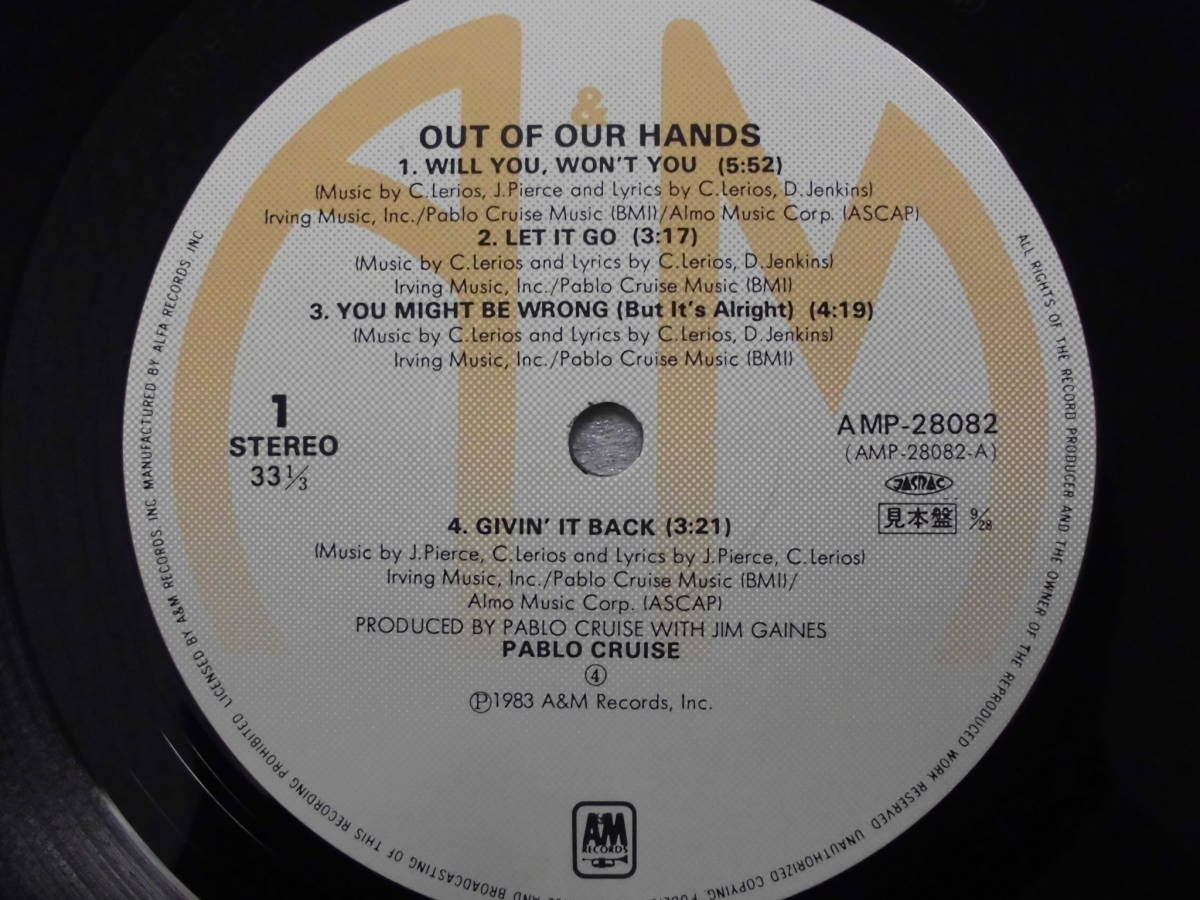 &
OUT OF OUR HANDS
1. WILL YOU, WON'T YOU (5:52)
(Music by C.Lerios, J.Pierce and Lyrics by C.Lerios, D.Jenkins)
Irving Music, Inc./Pablo Cruise Music (BMI)/Almo Music Corp. (ASCAP)
2. LET IT GO (3:17)
(Music by C.Lerios and Lyrics by C.Lerios, D.Jenkins)
Irving Music, Inc./Pablo Cruise Music (BMI)
3. YOU MIGHT BE WRONG (But It's Alright) (4:19)
(Music by C.Lerios and Lyrics by C.Lerios, D.Jenkins)
Irving Music, Inc./Pablo Cruise Music (BMI)
1
STEREO
33 1/3
AMP-28082
(AMP-28082-A)
JASRAC
見本盤 9/28
4. GIVIN' IT BACK (3:21)
(Music by J.Pierce, C.Lerios and Lyrics by J.Pierce, C.Lerios)
Irving Music, Inc./Pablo Cruise Music (BMI)/
Almo Music Corp. (ASCAP)
PRODUCED BY PABLO CRUISE WITH JIM GAINES
PABLO CRUISE
④
Ⓟ1983 A&M Records, Inc.
A&M
RECORDS
ALL RIGHTS OF THE RECORD PRODUCER AND THE OWNER OF THE REPRODUCED WORK RESERVED UNAUTHORIZED COPYING, AND BROADCASTING OF THIS RECORDING PROHIBITED LICENSED BY A&M RECORDS INC MANUFACTURED BY ALFA RECORDS INC